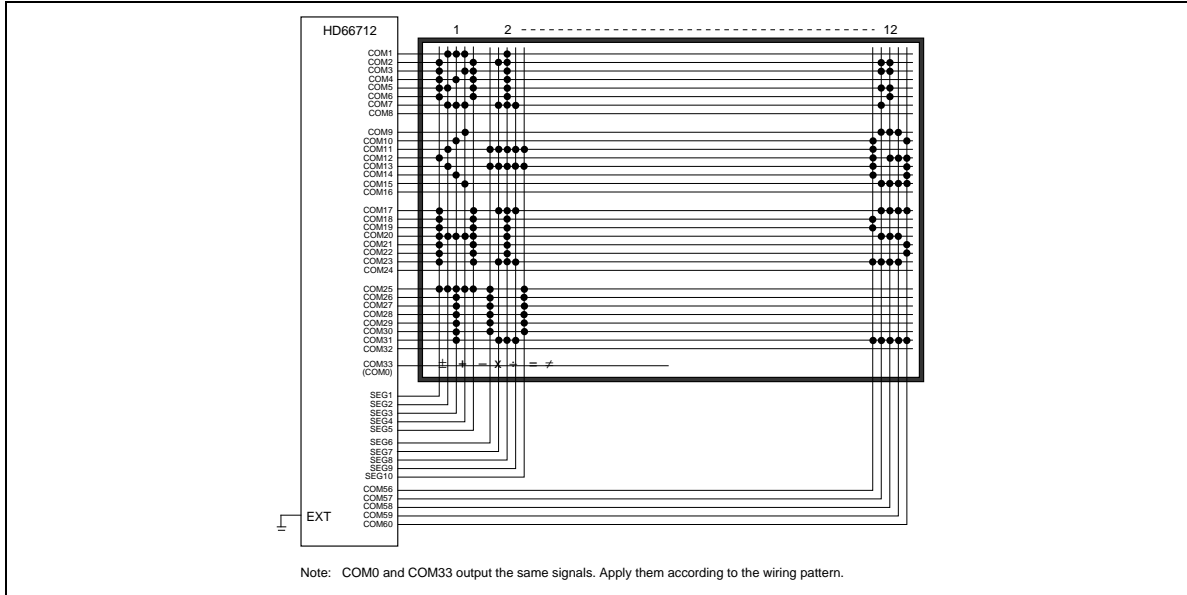 HD66712
1 2 12
COM1
COM2
COM3
COM4
COM5
COM6
COM7
COM8
COM9
COM10
COM11
COM12
COM13
COM14
COM15
COM16
COM17
COM18
COM19
COM20
COM21
COM22
COM23
COM24
COM25
COM26
COM27
COM28
COM29
COM30
COM31
COM32
COM33
(COM0)
± + − x ÷ = ≠
SEG1
SEG2
SEG3
SEG4
SEG5
SEG6
SEG7
SEG8
SEG9
SEG10
COM56
COM57
COM58
COM59
COM60
EXT
Note: COM0 and COM33 output the same signals. Apply them according to the wiring pattern.